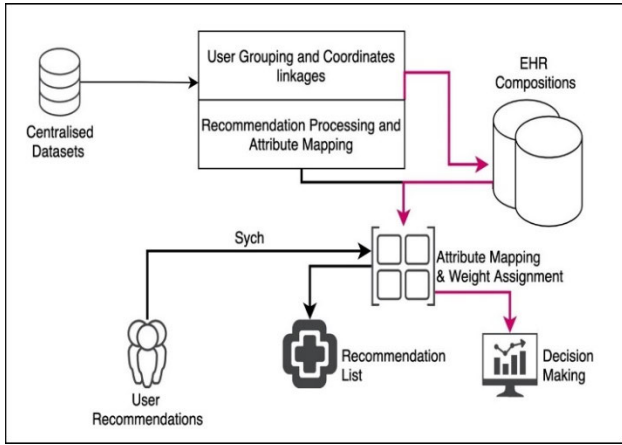 User Grouping and Coordinates
linkages
EHR
Compositions
Centralised
Datasets
Recommendation Processing and
Attribute Mapping
Sych
Attribute Mapping
& Weight Assignment
Recommendation
List
Decision
Making
User
Recommendations